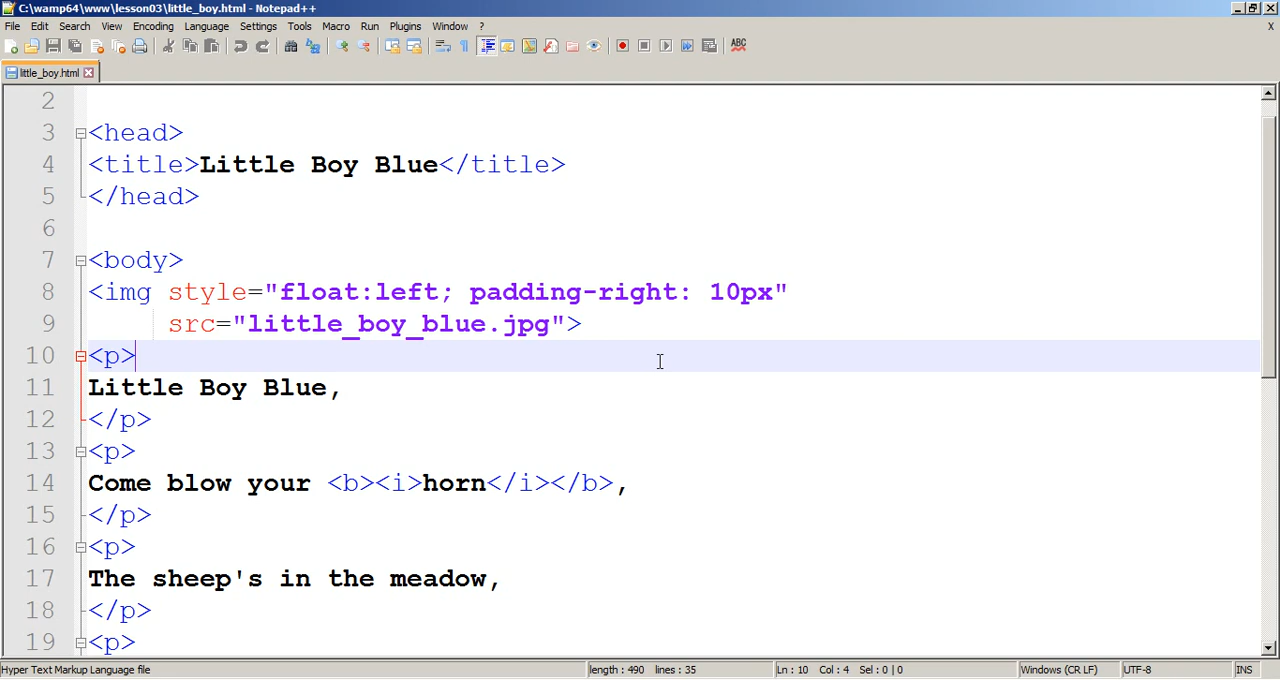 C:\wamp64\www\lesson03\little_boy.html - Notepad++
File Edit Search View Encoding Language Settings Tools Macro Run Plugins Window ? X
ABC
little_boy.html
2
3 <head>
4 <title>Little Boy Blue</title>
5 </head>
6
7 <body>
8 <img style="float:left; padding-right: 10px"
9 src="little_boy_blue.jpg">
10 <p>
11 Little Boy Blue,
12 </p>
13 <p>
14 Come blow your <b><i>horn</i></b>,
15 </p>
16 <p>
17 The sheep's in the meadow,
18 </p>
19 <p>
Hyper Text Markup Language file length : 490 lines : 35 Ln : 10 Col : 4 Sel : 0 | 0 Windows (CR LF) UTF-8 INS